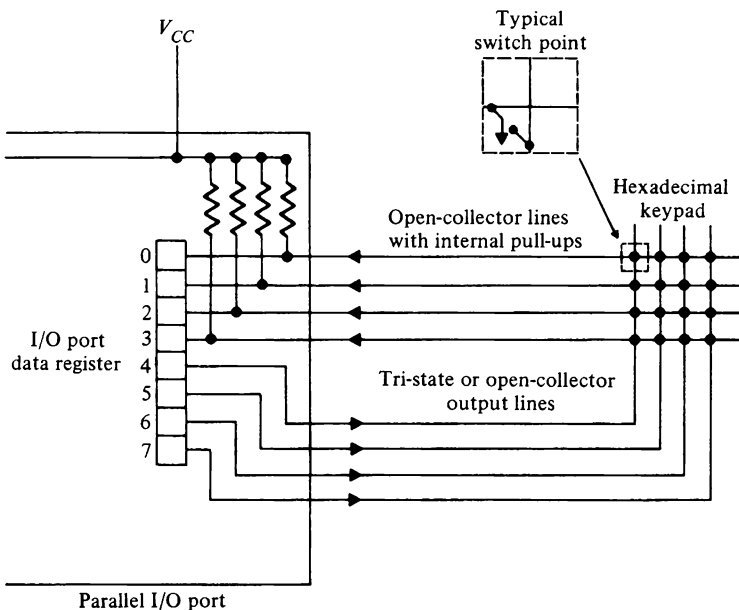 Typical
switch point
V_CC
Hexadecimal
keypad
Open-collector lines
with internal pull-ups
0
1
2
3
4
5
6
7
I/O port
data register
Tri-state or open-collector
output lines
Parallel I/O port